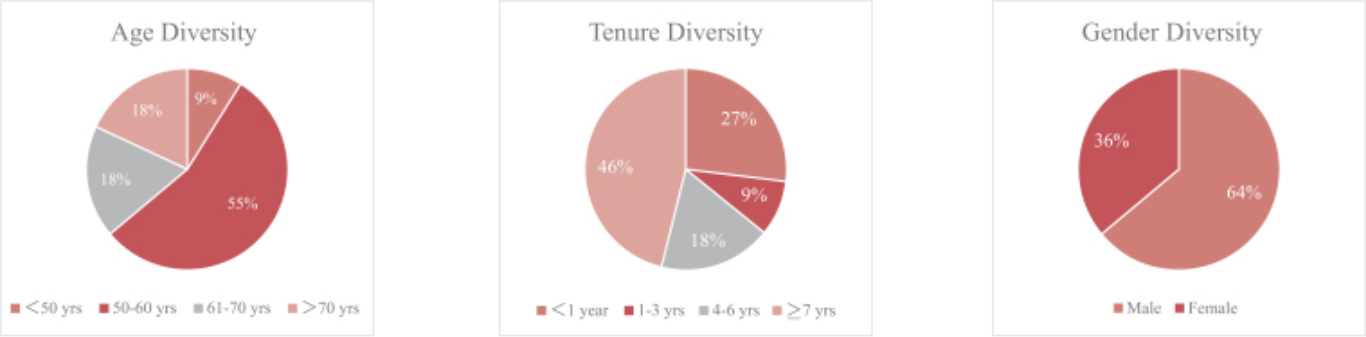 Age Diversity
9%
18%
18%
55%
<50 yrs 50-60 yrs 61-70 yrs >70 yrs
Tenure Diversity
27%
46%
9%
18%
<1 year 1-3 yrs 4-6 yrs ≥7 yrs
Gender Diversity
36%
64%
Male Female